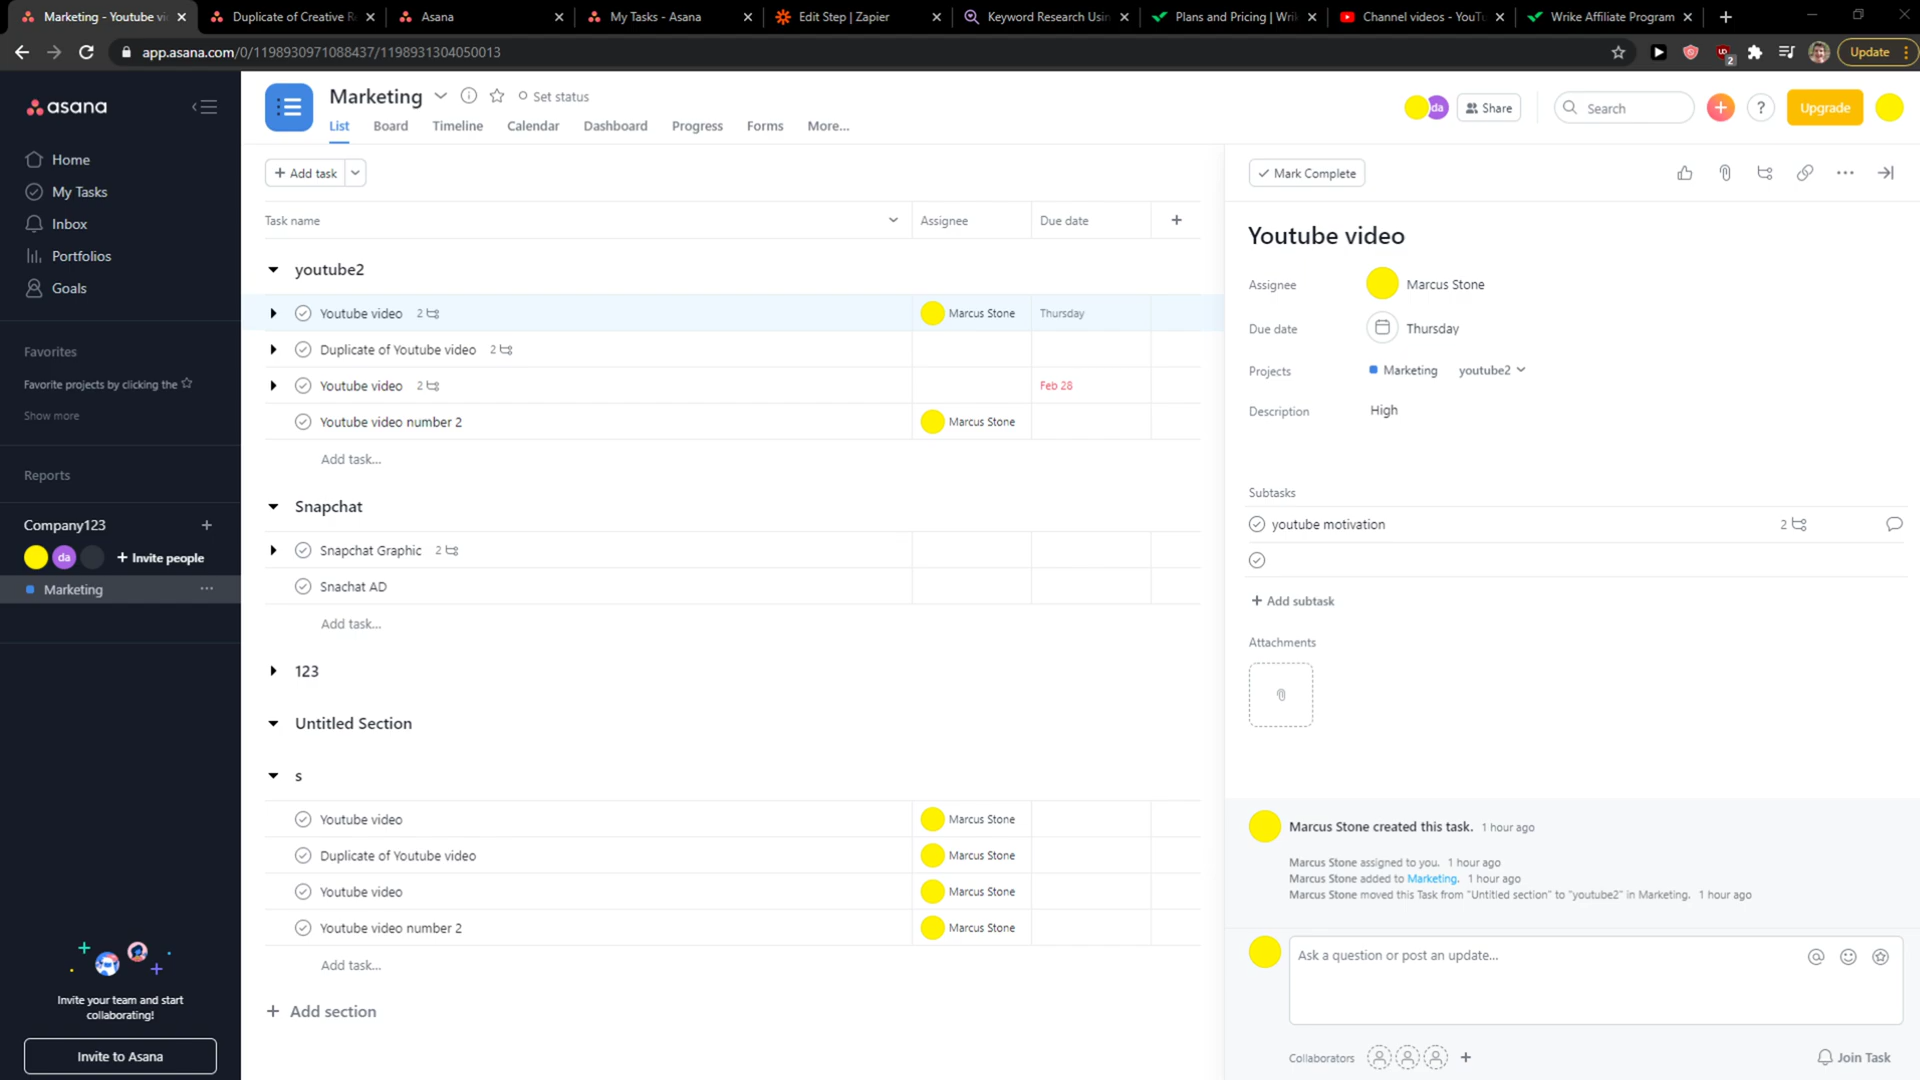 Marketing - Youtube vi
Duplicate of Creative R
Asana
My Tasks - Asana
Edit Step | Zapier
Keyword Research Usin
Plans and Pricing | Wrik
Channel videos - YouTu
Wrike Affiliate Program
app.asana.com/0/1198930971088437/1198931304050013
2
Update
asana
Home
My Tasks
Inbox
Portfolios
Goals
Favorites
Favorite projects by clicking the
Show more
Reports
Company123
da
+ Invite people
Marketing
Invite your team and start
collaborating!
Invite to Asana
Marketing
Set status
List
Board
Timeline
Calendar
Dashboard
Progress
Forms
More...
da
Share
Search
?
Upgrade
+ Add task
Task name
Assignee
Due date
youtube2
Youtube video 2
Marcus Stone
Thursday
Duplicate of Youtube video 2
Youtube video 2
Feb 28
Youtube video number 2
Marcus Stone
Add task...
Snapchat
Snapchat Graphic 2
Snachat AD
Add task...
123
Untitled Section
s
Youtube video
Marcus Stone
Duplicate of Youtube video
Marcus Stone
Youtube video
Marcus Stone
Youtube video number 2
Marcus Stone
Add task...
+ Add section
Mark Complete
Youtube video
Assignee
Marcus Stone
Due date
Thursday
Projects
Marketing
youtube2
Description
High
Subtasks
youtube motivation
2
+ Add subtask
Attachments
Marcus Stone created this task. 1 hour ago
Marcus Stone assigned to you. 1 hour ago
Marcus Stone added to Marketing. 1 hour ago
Marcus Stone moved this Task from "Untitled section" to "youtube2" in Marketing. 1 hour ago
Ask a question or post an update...
Collaborators
Join Task